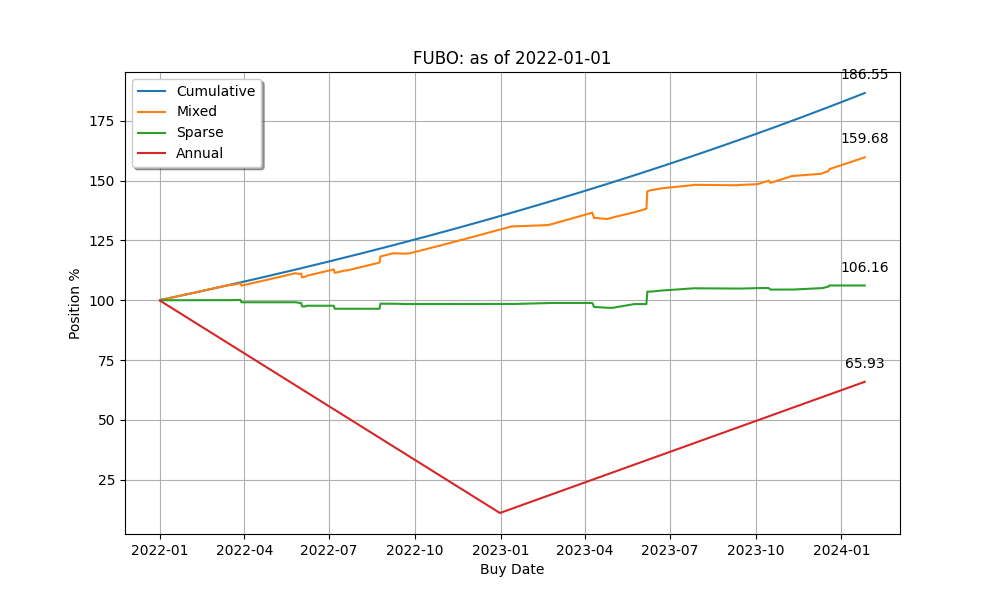 FUBO: as of 2022-01-01
186.55
Cumulative
Mixed
Sparse
Annual
159.68
106.16
65.93
175
150
125
100
75
50
25
Position %
2022-01
2022-04
2022-07
2022-10
2023-01
2023-04
2023-07
2023-10
2024-01
Buy Date